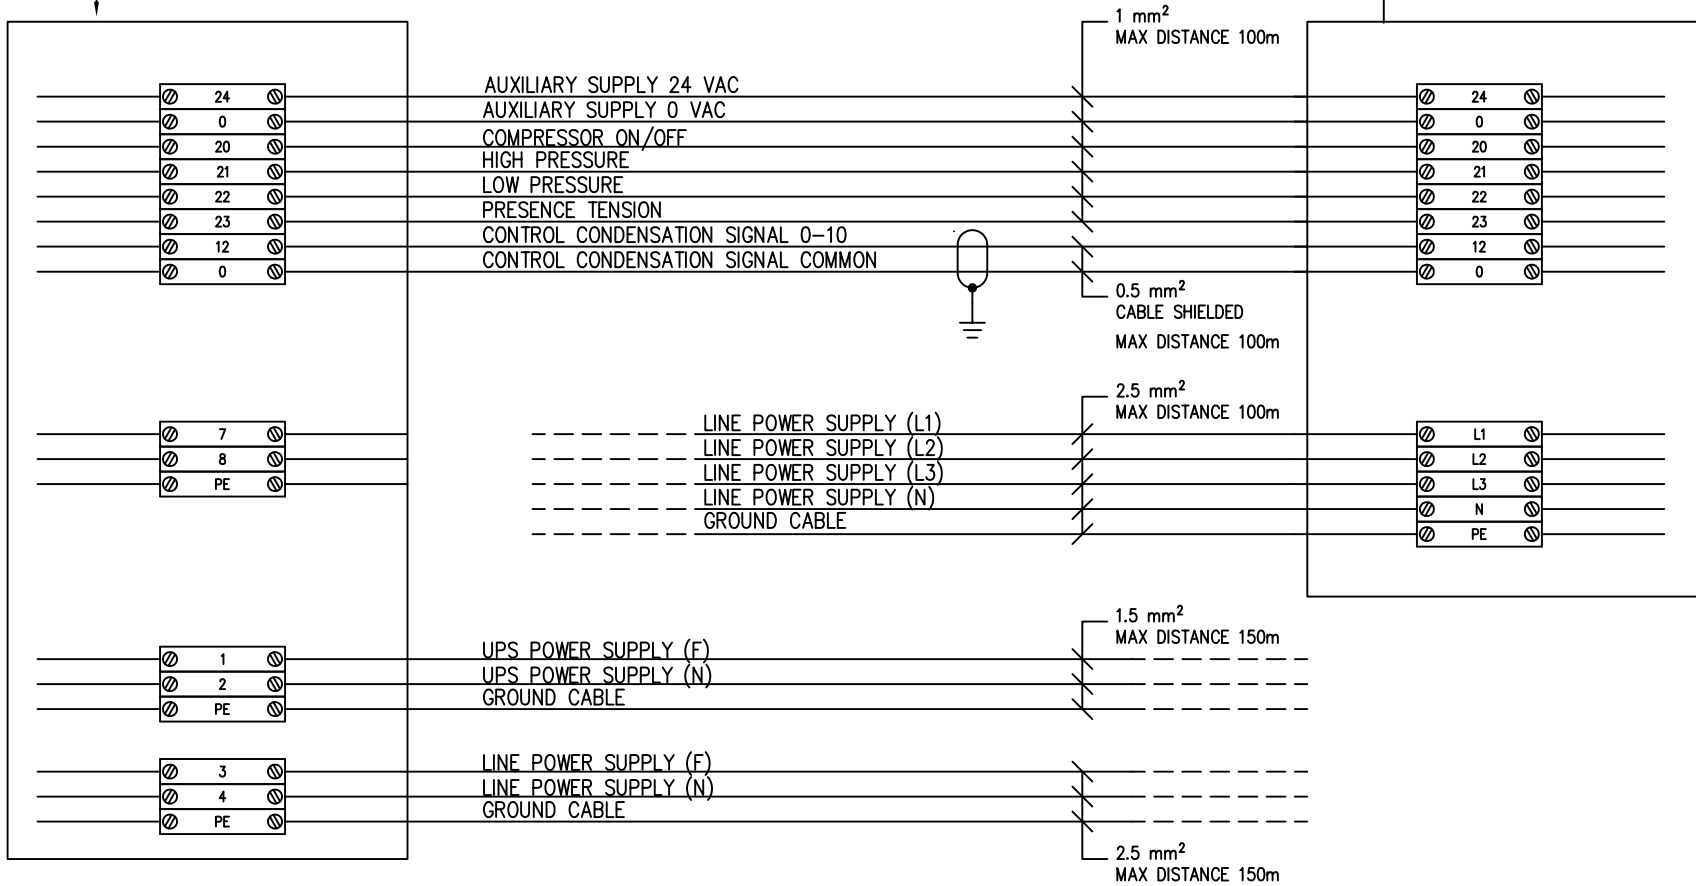 1 mm²
MAX DISTANCE 100m
24 AUXILIARY SUPPLY 24 VAC 24
0 AUXILIARY SUPPLY 0 VAC 0
20 COMPRESSOR ON/OFF 20
21 HIGH PRESSURE 21
22 LOW PRESSURE 22
23 PRESENCE TENSION 23
12 CONTROL CONDENSATION SIGNAL 0-10 12
0 CONTROL CONDENSATION SIGNAL COMMON 0
0.5 mm²
CABLE SHIELDED
MAX DISTANCE 100m
2.5 mm²
MAX DISTANCE 100m
7 LINE POWER SUPPLY (L1) L1
8 LINE POWER SUPPLY (L2) L2
PE LINE POWER SUPPLY (L3) L3
LINE POWER SUPPLY (N) N
GROUND CABLE PE
1.5 mm²
MAX DISTANCE 150m
1 UPS POWER SUPPLY (F)
2 UPS POWER SUPPLY (N)
PE GROUND CABLE
3 LINE POWER SUPPLY (F)
4 LINE POWER SUPPLY (N)
PE GROUND CABLE
2.5 mm²
MAX DISTANCE 150m